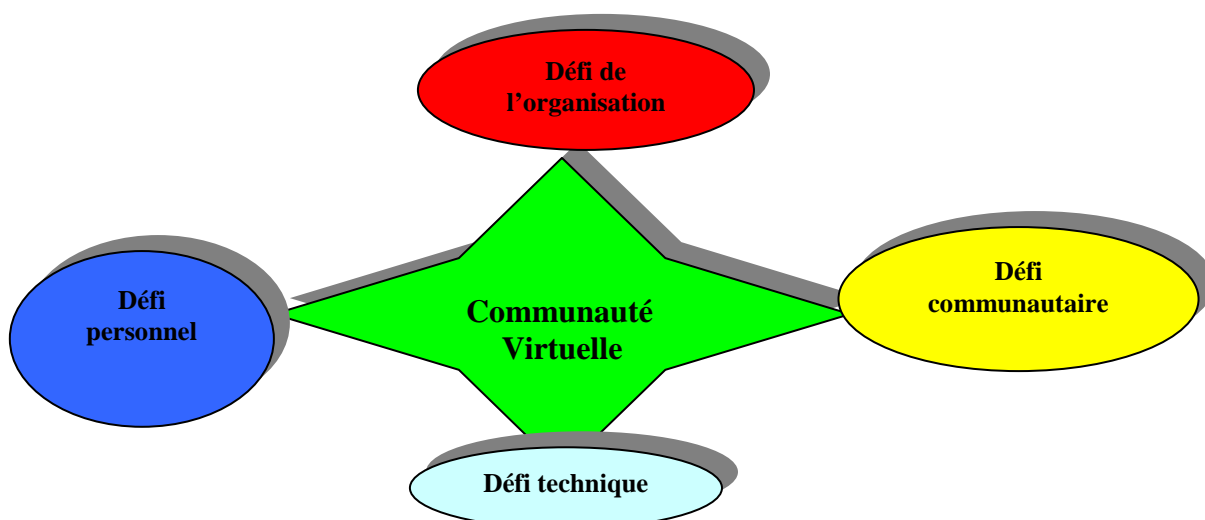 Défi de
l'organisation
Défi
personnel
Communauté
Virtuelle
Défi
communautaire
Défi technique